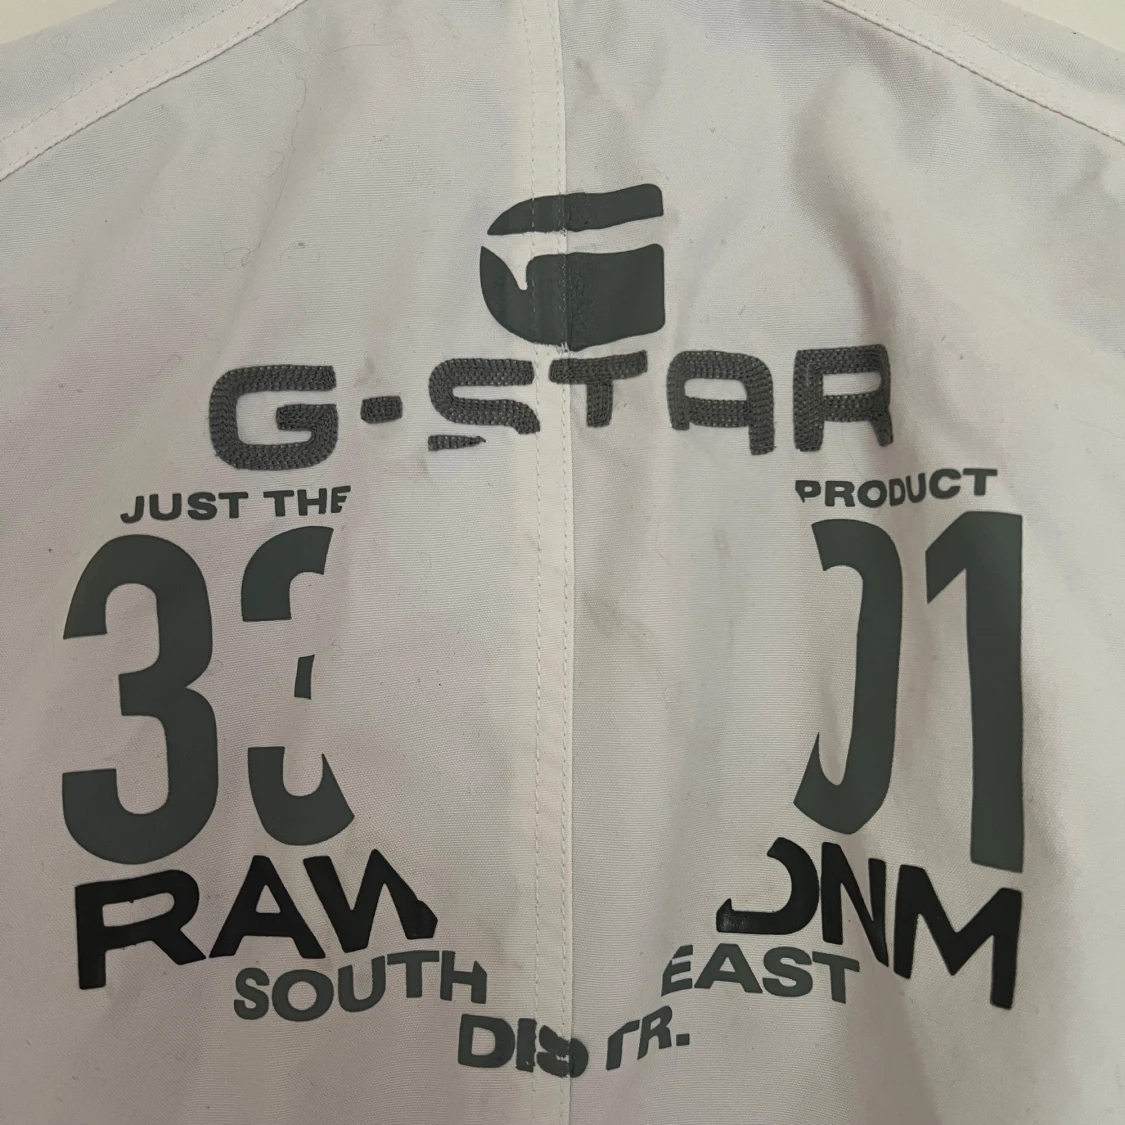 G-STAR
JUST THE PRODUCT
33 01
RAW DNM
SOUTH EAST
DISTR.